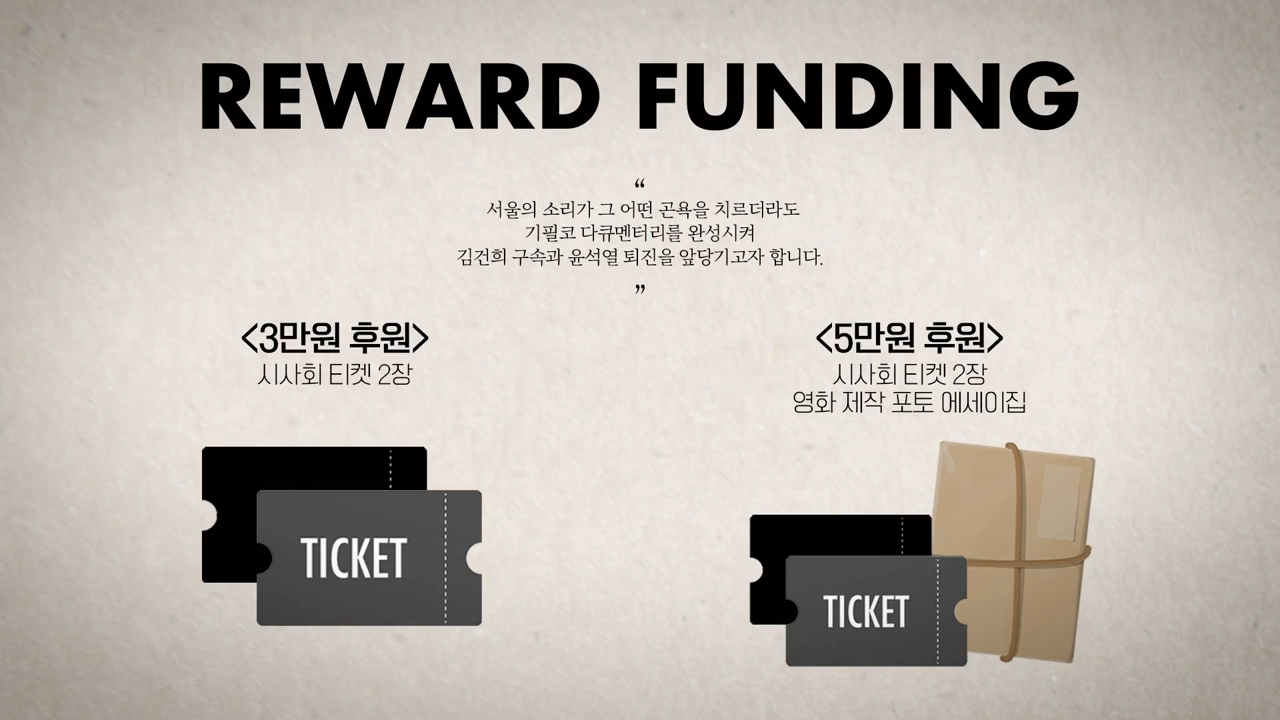 REWARD FUNDING
“
서울의 소리가 그 어떤 곤욕을 치르더라도
기필코 다큐멘터리를 완성시켜
김건희 구속과 윤석열 퇴진을 앞당기고자 합니다.
”
<3만원 후원>
시사회 티켓 2장
<5만원 후원>
시사회 티켓 2장
영화 제작 포토 에세이집
TICKET
TICKET